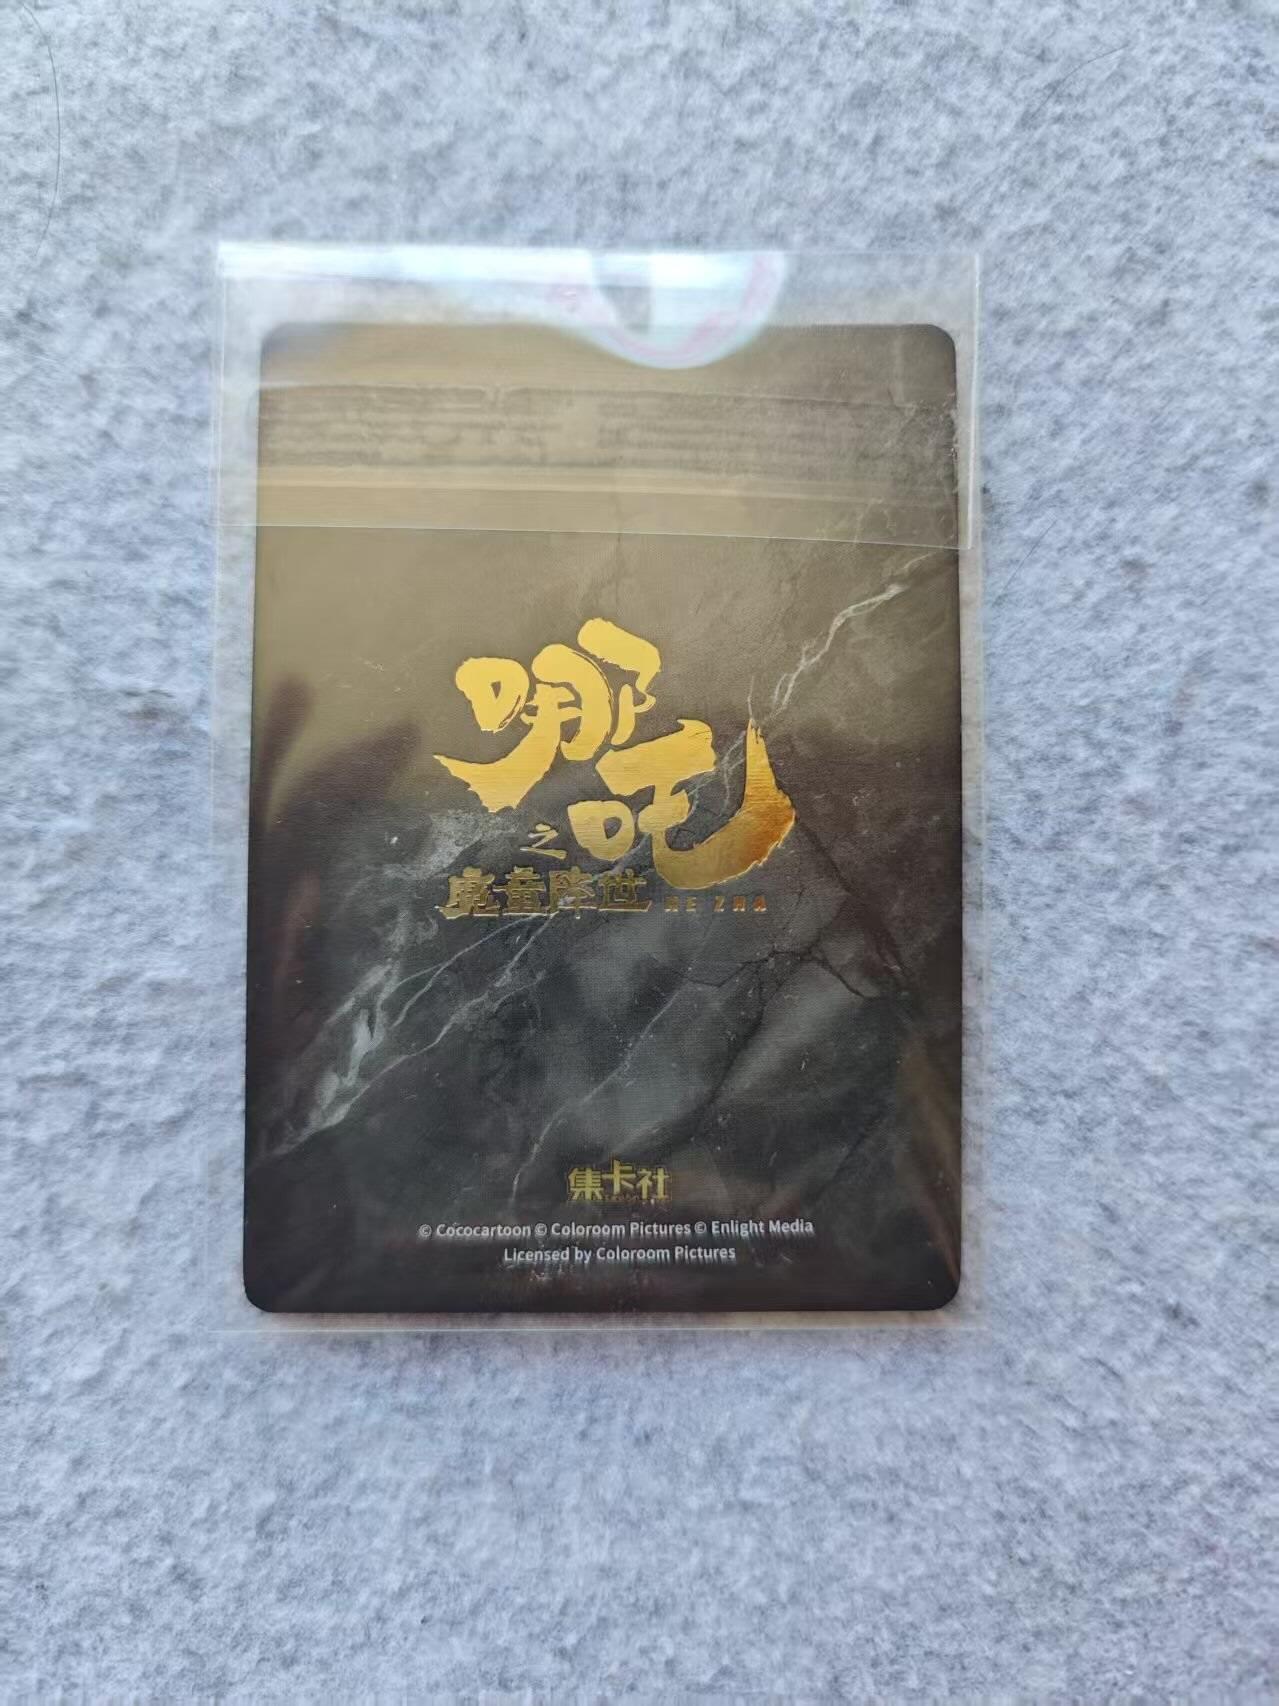 哪吒
之
魔童降世 NE ZHA
集卡社
© Cococartoon © Coloroom Pictures © Enlight Media
Licensed by Coloroom Pictures